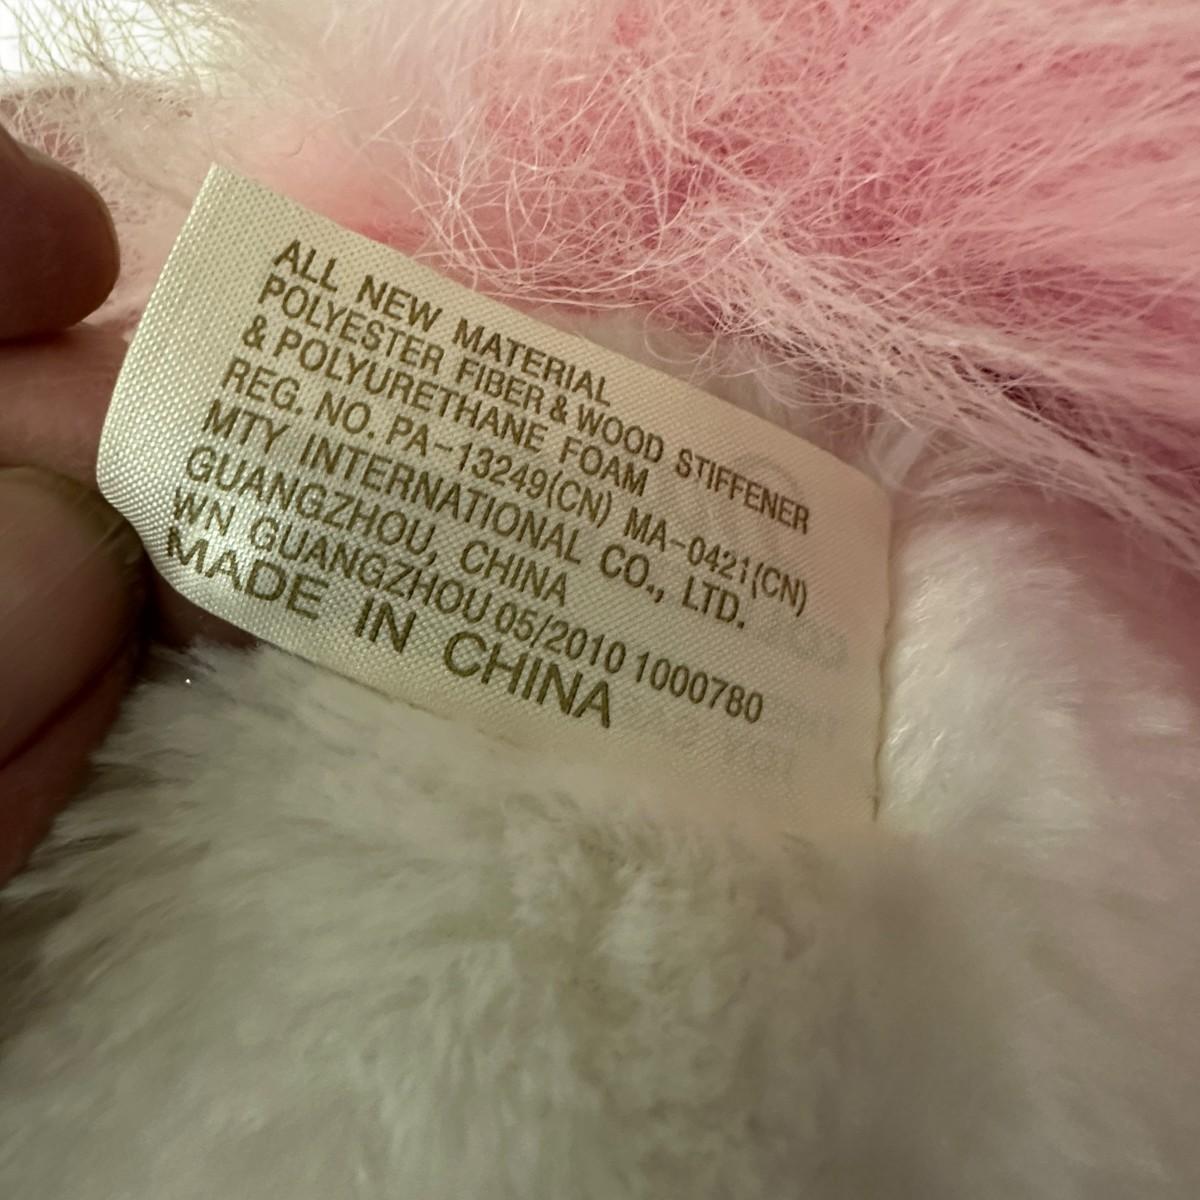 ALL NEW MATERIAL
POLYESTER FIBER & WOOD STIFFENER
& POLYURETHANE FOAM
REG. NO. PA-13249(CN) MA-0421(CN)
MTY INTERNATIONAL CO., LTD.
GUANGZHOU, CHINA
WN GUANGZHOU 05/2010 1000780
MADE IN CHINA